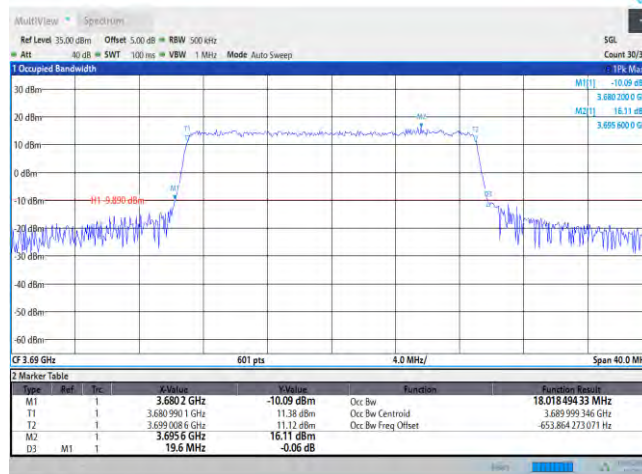 MultiView Spectrum
Ref Level 35.00 dBm Offset 5.00 dB RBW 500 kHz SGL
Att 40 dB SWT 100 ms VBW 1 MHz Mode Auto Sweep Count 30/3
1 Occupied Bandwidth 1Pk Ma
M1[1] -10.09 dB
3.680 200 0 G
M2[1] 16.11 dB
3.695 600 0 G
30 dBm
M2
20 dBm
T1 T2
10 dBm
0 dBm
M1 D3
-10 dBm H1 -9.890 dBm
-20 dBm
-30 dBm
-40 dBm
-50 dBm
-60 dBm
CF 3.69 GHz 601 pts 4.0 MHz/ Span 40.0 MH
2 Marker Table
Type Ref Trc X-Value Y-Value Function Function Result
M1 1 3.680 2 GHz -10.09 dBm Occ Bw 18.018 494 33 MHz
T1 1 3.680 990 1 GHz 11.38 dBm Occ Bw Centroid 3.689 999 346 GHz
T2 1 3.699 008 6 GHz 11.12 dBm Occ Bw Freq Offset -653.864 273 071 Hz
M2 1 3.695 6 GHz 16.11 dBm
D3 M1 1 19.6 MHz -0.06 dB